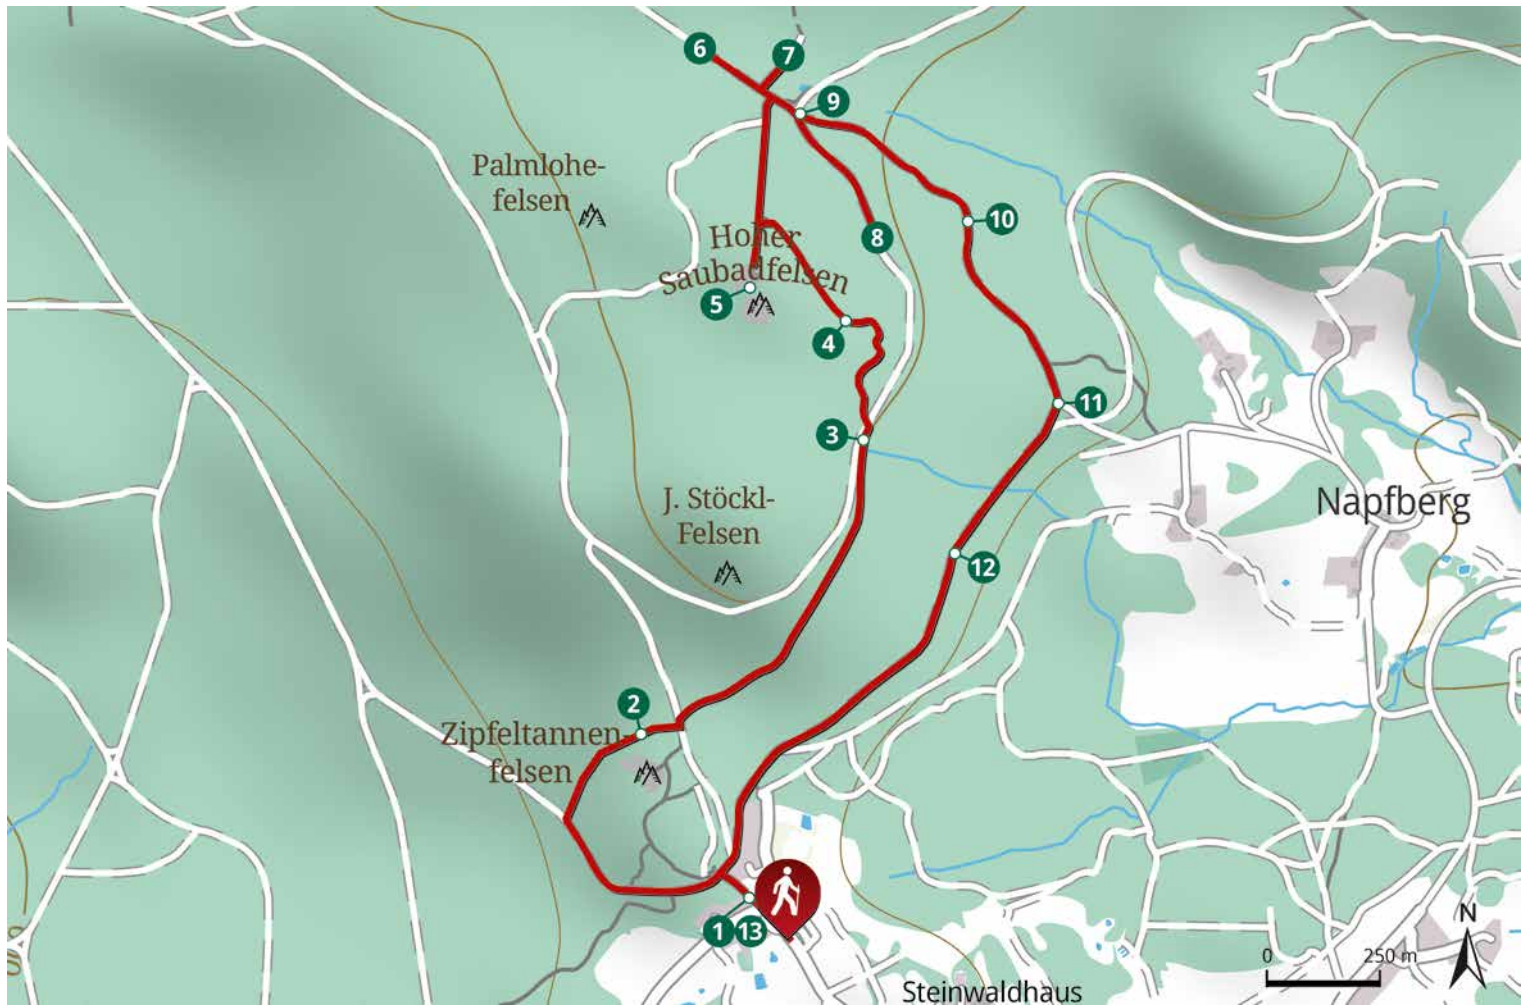 6
7
9
Palmlohe-
felsen
10
8
Hoher
Saubadfelsen
5
4
11
3
J. Stöckl-
Felsen
Napfberg
12
2
Zipfeltannen-
felsen
1
13
N
0
250 m
Steinwaldhaus